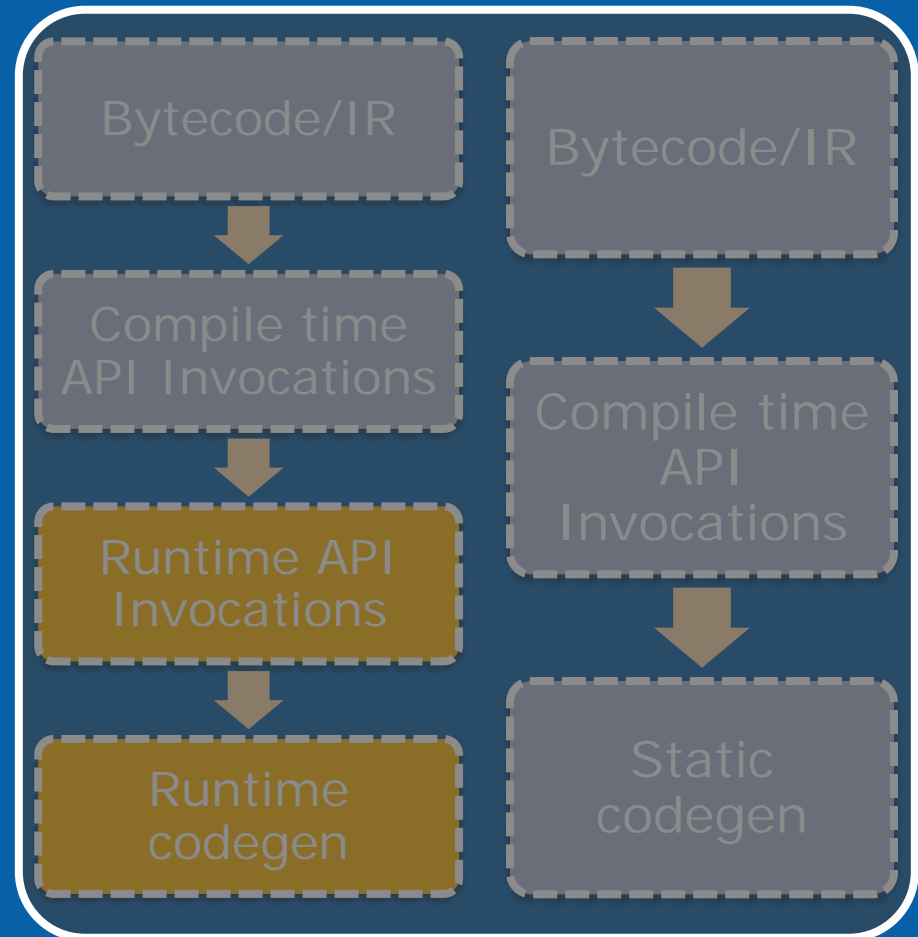 Bytecode/IR
Compile time
API Invocations
Runtime API
Invocations
Runtime
codegen
Bytecode/IR
Compile time
API
Invocations
Static
codegen